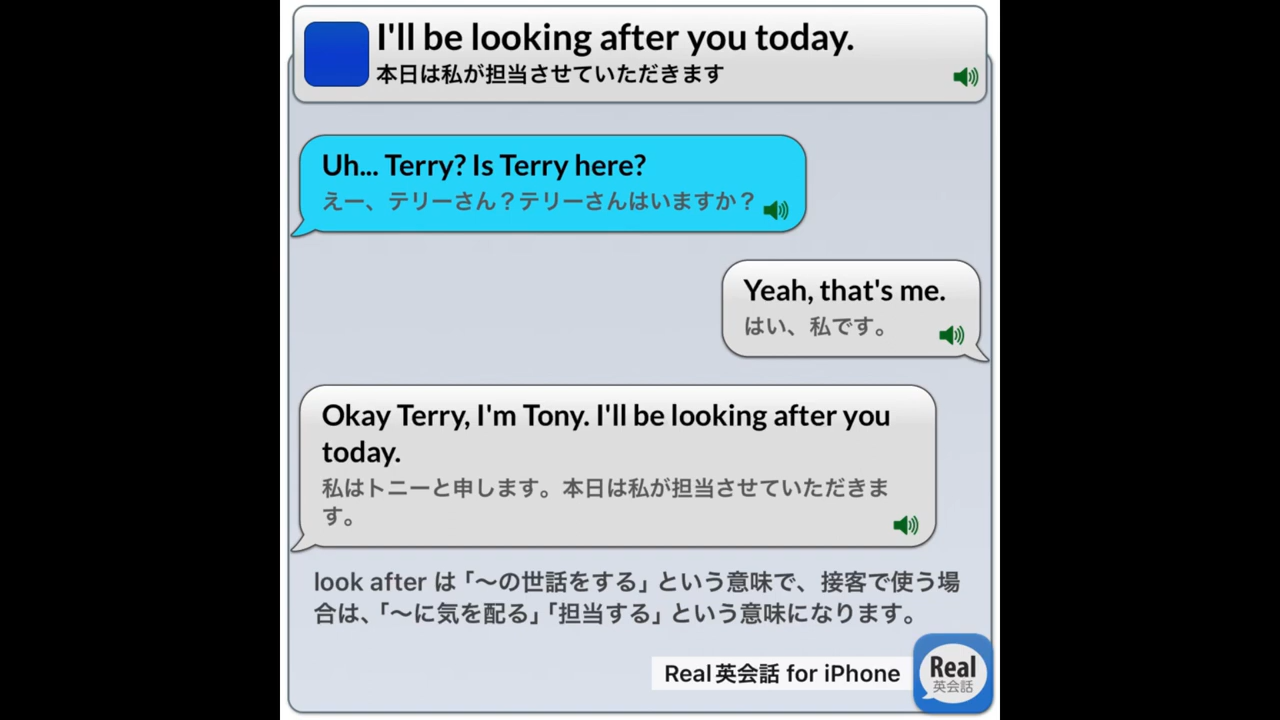 I'll be looking after you today.
本日は私が担当させていただきます
Uh... Terry? Is Terry here?
えー、テリーさん？テリーさんはいますか？
Yeah, that's me.
はい、私です。
Okay Terry, I'm Tony. I'll be looking after you
today.
私はトニーと申します。本日は私が担当させていただきま
す。
look after は「〜の世話をする」という意味で、接客で使う場
合は、「〜に気を配る」「担当する」という意味になります。
Real英会話 for iPhone
Real
英会話